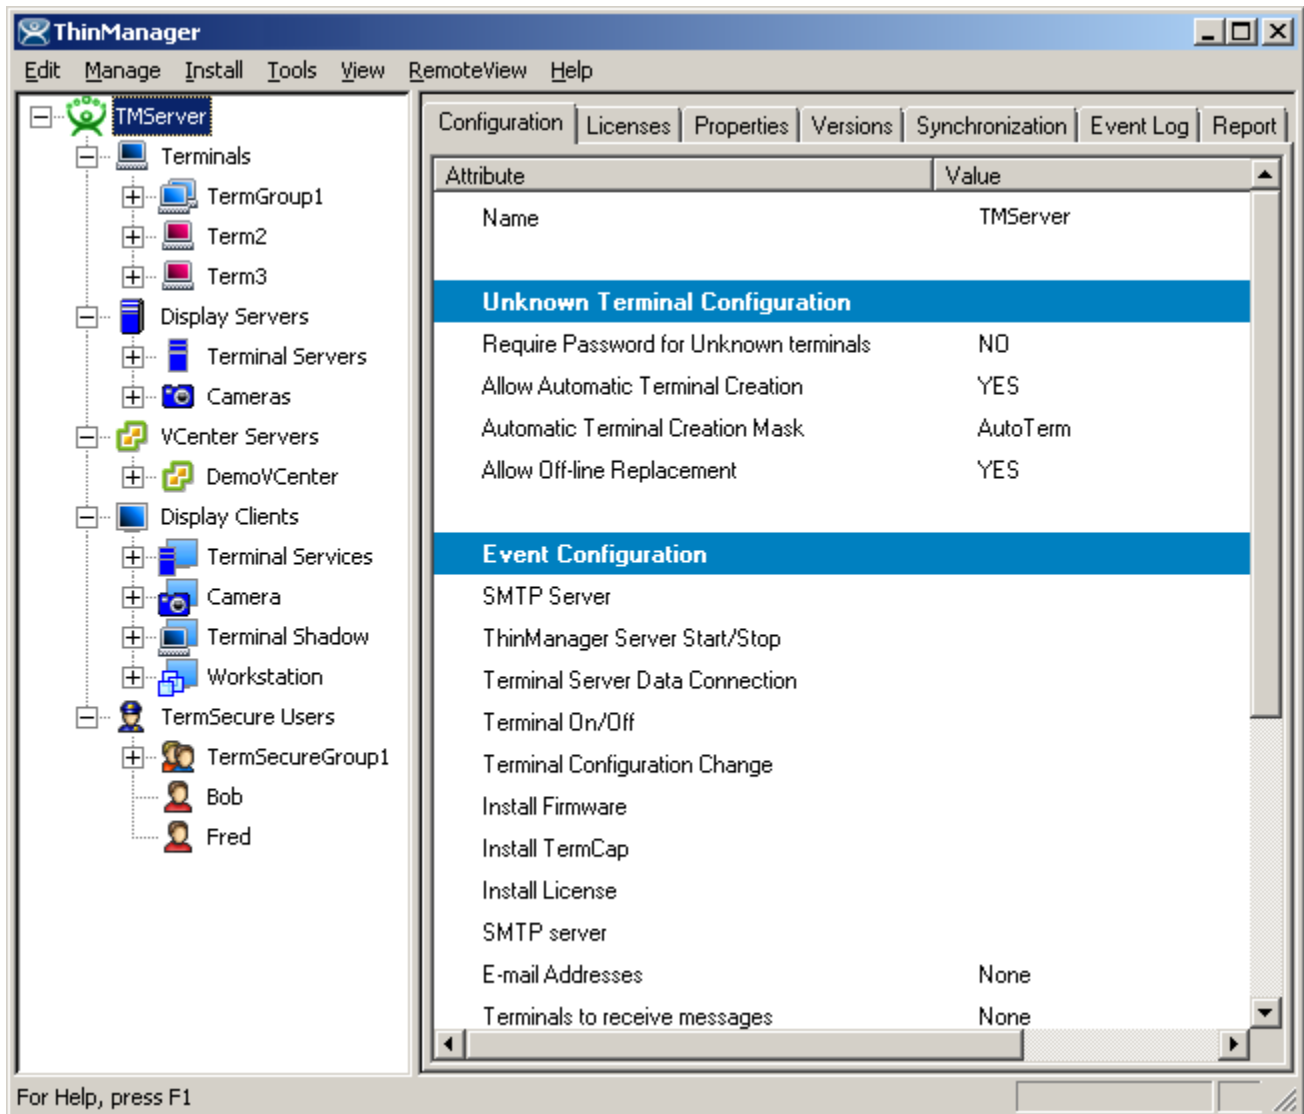 ThinManager
Edit Manage Install Tools View RemoteView Help
TMServer
Terminals
TermGroup1
Term2
Term3
Display Servers
Terminal Servers
Cameras
VCenter Servers
DemoVCenter
Display Clients
Terminal Services
Camera
Terminal Shadow
Workstation
TermSecure Users
TermSecureGroup1
Bob
Fred
Configuration Licenses Properties Versions Synchronization Event Log Report
Attribute Value
Name TMServer
Unknown Terminal Configuration
Require Password for Unknown terminals NO
Allow Automatic Terminal Creation YES
Automatic Terminal Creation Mask AutoTerm
Allow Off-line Replacement YES
Event Configuration
SMTP Server
ThinManager Server Start/Stop
Terminal Server Data Connection
Terminal On/Off
Terminal Configuration Change
Install Firmware
Install TermCap
Install License
SMTP server
E-mail Addresses None
Terminals to receive messages None
For Help, press F1